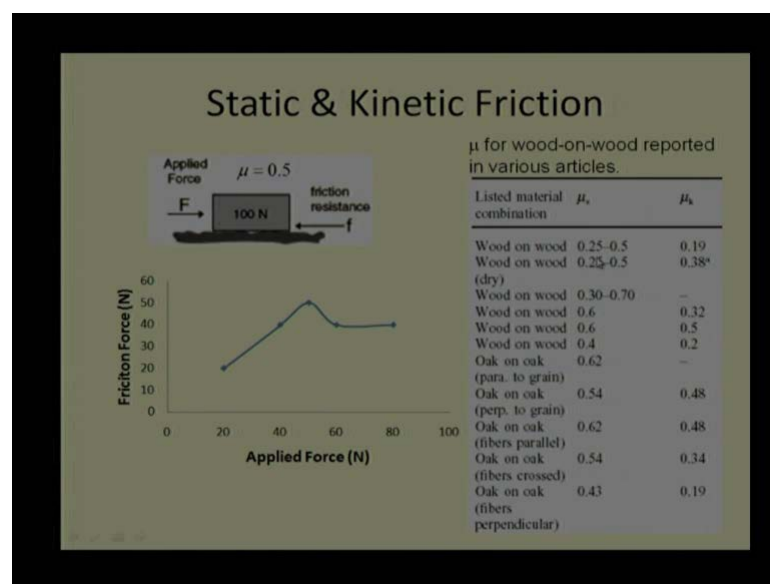 Static & Kinetic Friction
Applied
Force
μ = 0.5
F
100 N
friction
resistance
f
μ for wood-on-wood reported
in various articles.
Listed material μs μk
combination
Wood on wood 0.25–0.5 0.19
Wood on wood 0.25–0.5 0.38a
(dry)
Wood on wood 0.30–0.70 –
Wood on wood 0.6 0.32
Wood on wood 0.6 0.5
Wood on wood 0.4 0.2
Oak on oak 0.62 –
(para. to grain)
Oak on oak 0.54 0.48
(perp. to grain)
Oak on oak 0.62 0.48
(fibers parallel)
Oak on oak 0.54 0.34
(fibers crossed)
Oak on oak 0.43 0.19
(fibers
perpendicular)
Friciton Force (N)
60
50
40
30
20
10
0
0 20 40 60 80 100
Applied Force (N)